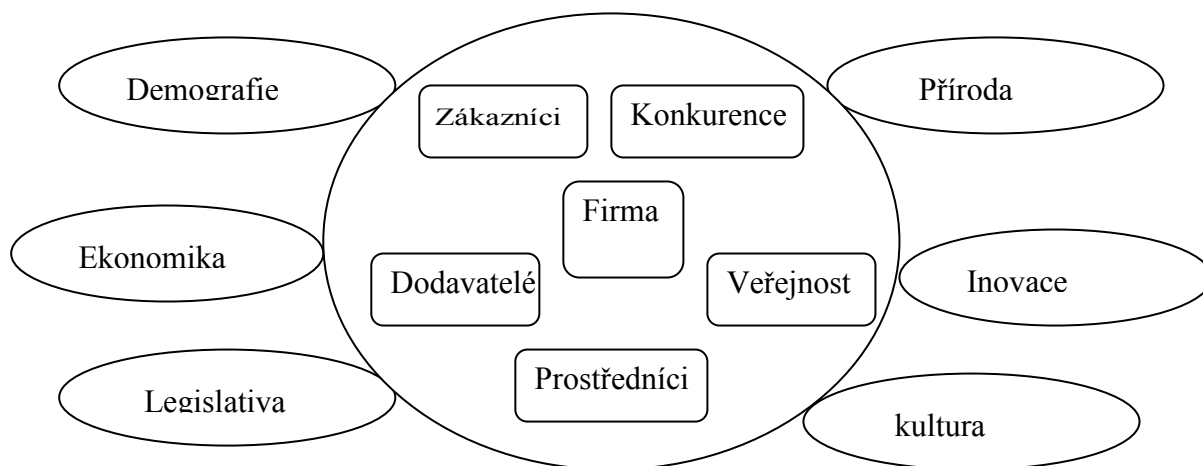 Demografie
Příroda
Zákazníci
Konkurence
Firma
Ekonomika
Dodavatelé
Veřejnost
Inovace
Prostředníci
Legislativa
kultura